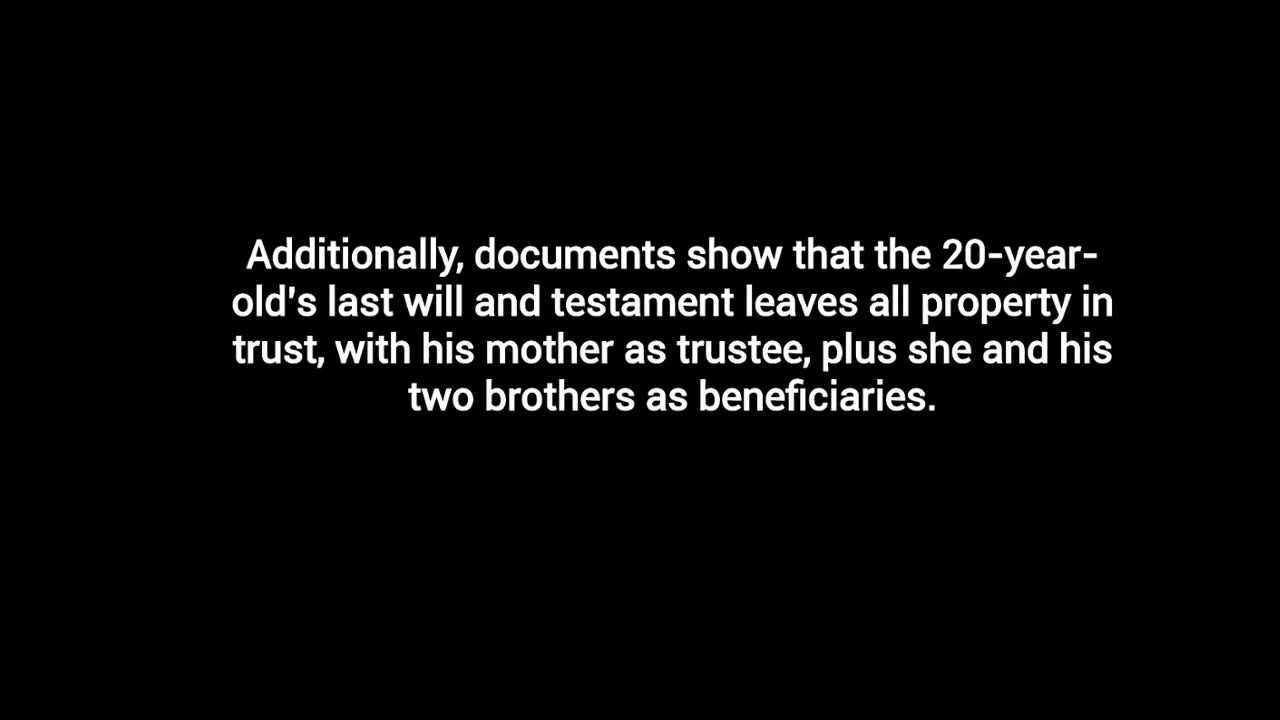 Additionally, documents show that the 20-year-
old's last will and testament leaves all property in
trust, with his mother as trustee, plus she and his
two brothers as beneficiaries.